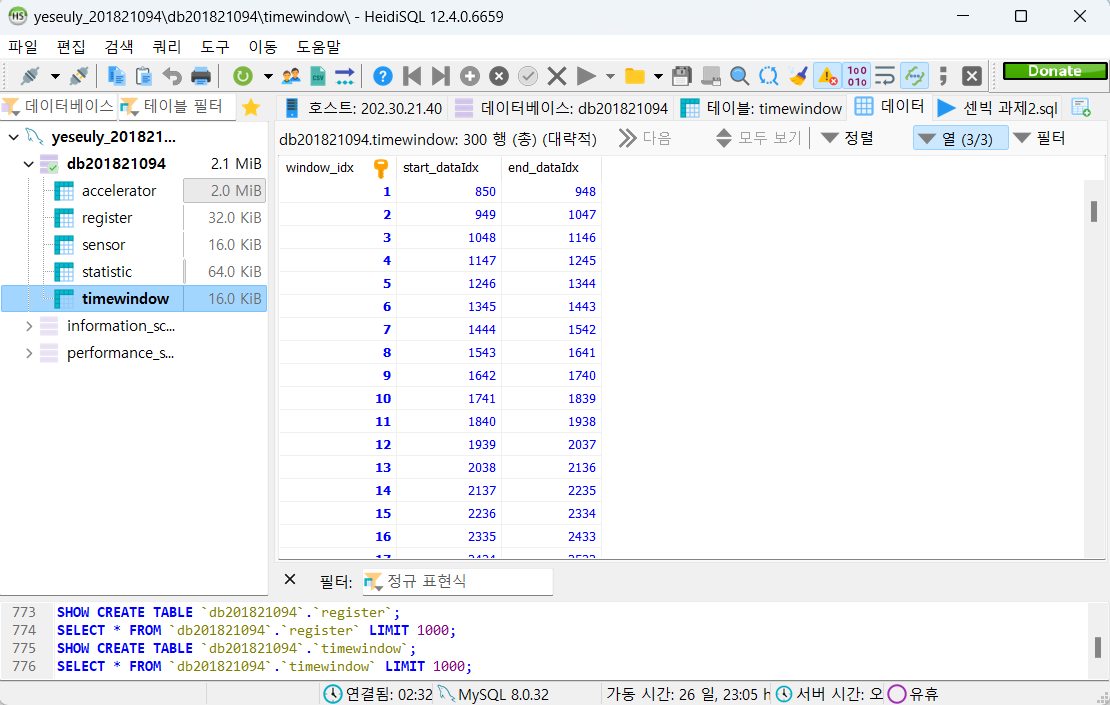 HS yeseuly_201821094\db201821094\timewindow\ - HeidiSQL 12.4.0.6659
파일 편집 검색 쿼리 도구 이동 도움말
CSV ? 100 010 ; Donate
데이터베이스 테이블 필터 호스트: 202.30.21.40 데이터베이스: db201821094 테이블: timewindow 데이터 센빅 과제2.sql
yeseuly_201821...
db201821094 2.1 MiB
accelerator 2.0 MiB
register 32.0 KiB
sensor 16.0 KiB
statistic 64.0 KiB
timewindow 16.0 KiB
information_sc...
performance_s...
db201821094.timewindow: 300 행 (총) (대략적) 다음 모두 보기 정렬 열 (3/3) 필터
window_idx start_dataIdx end_dataIdx
1 850 948
2 949 1047
3 1048 1146
4 1147 1245
5 1246 1344
6 1345 1443
7 1444 1542
8 1543 1641
9 1642 1740
10 1741 1839
11 1840 1938
12 1939 2037
13 2038 2136
14 2137 2235
15 2236 2334
16 2335 2433
필터: 정규 표현식
773 SHOW CREATE TABLE `db201821094`.`register`;
774 SELECT * FROM `db201821094`.`register` LIMIT 1000;
775 SHOW CREATE TABLE `db201821094`.`timewindow`;
776 SELECT * FROM `db201821094`.`timewindow` LIMIT 1000;
연결됨: 02:32 MySQL 8.0.32 가동 시간: 26 일, 23:05 h 서버 시간: 오 유휴